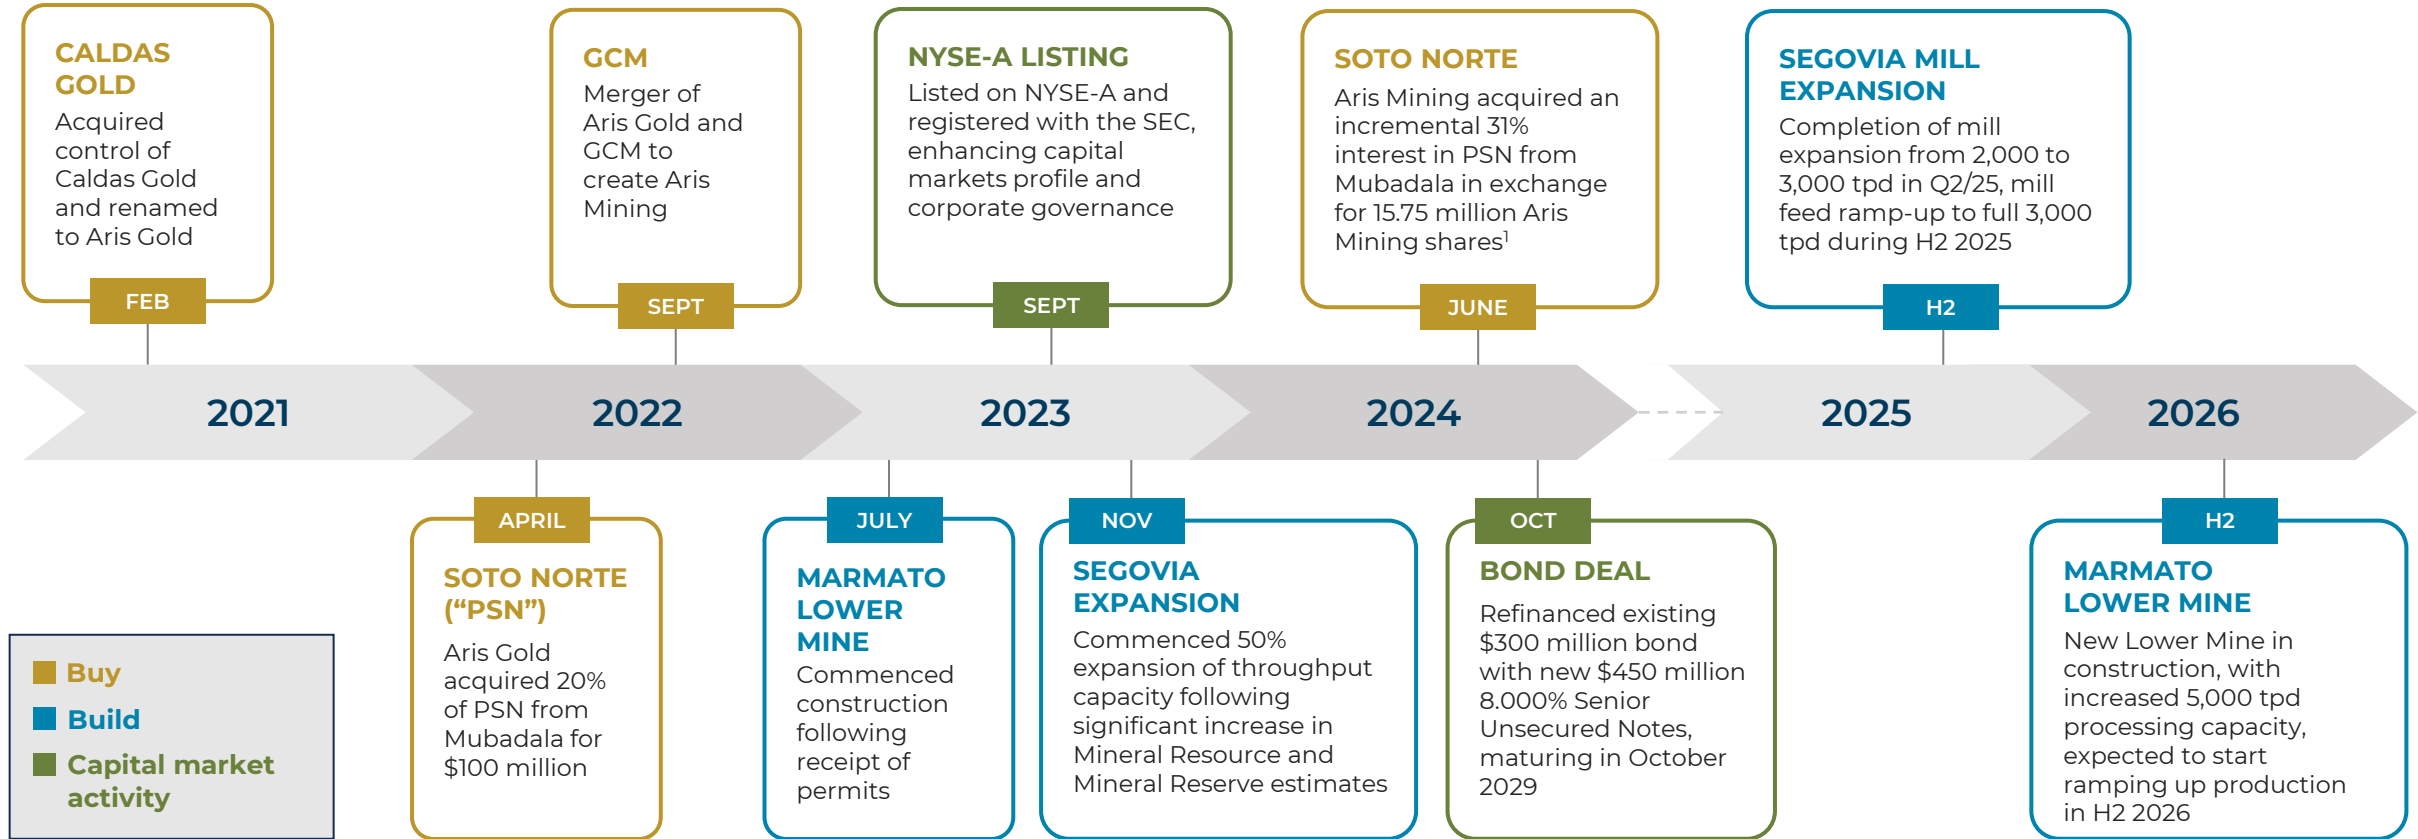 CALDAS
GOLD
Acquired
control of
Caldas Gold
and renamed
to Aris Gold
FEB
GCM
Merger of
Aris Gold and
GCM to
create Aris
Mining
SEPT
NYSE-A LISTING
Listed on NYSE-A and
registered with the SEC,
enhancing capital
markets profile and
corporate governance
SEPT
SOTO NORTE
Aris Mining acquired an
incremental 31%
interest in PSN from
Mubadala in exchange
for 15.75 million Aris
Mining shares¹
JUNE
SEGOVIA MILL
EXPANSION
Completion of mill
expansion from 2,000 to
3,000 tpd in Q2/25, mill
feed ramp-up to full 3,000
tpd during H2 2025
H2
2021
2022
2023
2024
2025
2026
APRIL
SOTO NORTE
(“PSN”)
Aris Gold
acquired 20%
of PSN from
Mubadala for
$100 million
JULY
MARMATO
LOWER
MINE
Commenced
construction
following
receipt of
permits
NOV
SEGOVIA
EXPANSION
Commenced 50%
expansion of throughput
capacity following
significant increase in
Mineral Resource and
Mineral Reserve estimates
OCT
BOND DEAL
Refinanced existing
$300 million bond
with new $450 million
8.000% Senior
Unsecured Notes,
maturing in October
2029
H2
MARMATO
LOWER MINE
New Lower Mine in
construction, with
increased 5,000 tpd
processing capacity,
expected to start
ramping up production
in H2 2026
Buy
Build
Capital market
activity